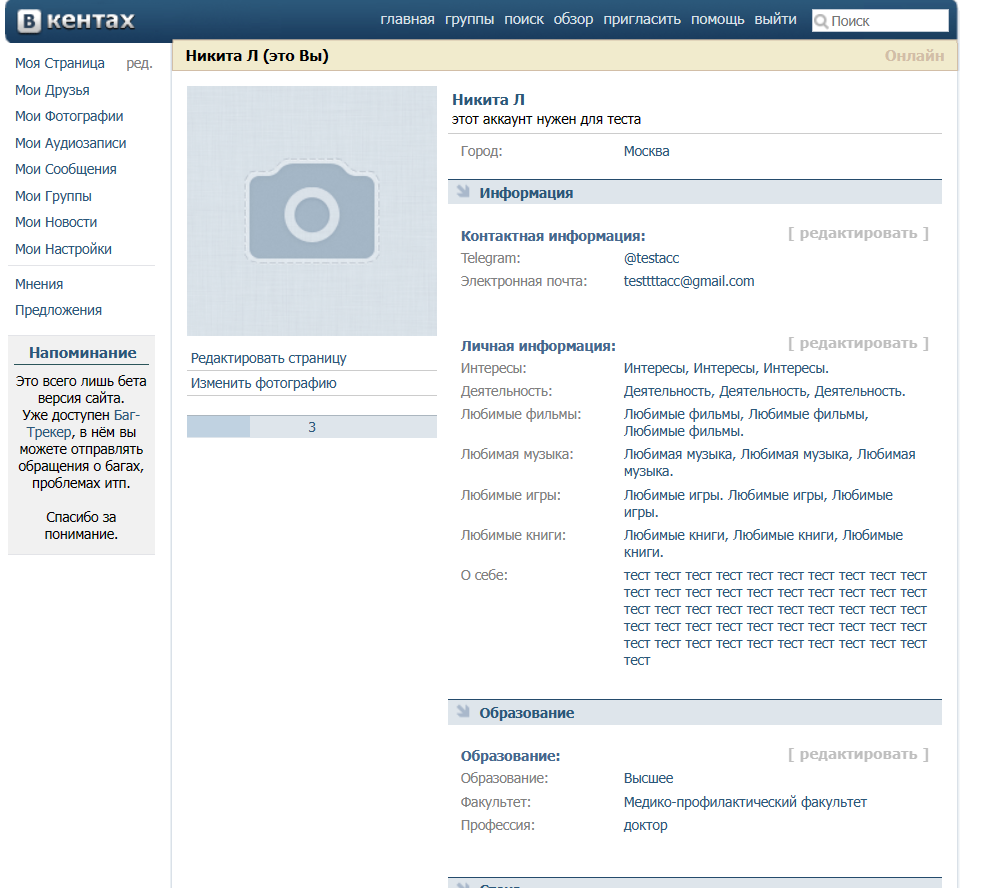 В кентах
главная группы поиск обзор пригласить помощь выйти Поиск
Моя Страница ред.
Мои Друзья
Мои Фотографии
Мои Аудиозаписи
Мои Сообщения
Мои Группы
Мои Новости
Мои Настройки
Мнения
Предложения
Напоминание
Это всего лишь бета
версия сайта.
Уже доступен Баг-
Трекер, в нём вы
можете отправлять
обращения о багах,
проблемах итп.
Спасибо за
понимание.
Никита Л (это Вы) Онлайн
Редактировать страницу
Изменить фотографию
3
Никита Л
этот аккаунт нужен для теста
Город: Москва
Информация
Контактная информация: [ редактировать ]
Telegram: @testacc
Электронная почта: testtttacc@gmail.com
Личная информация: [ редактировать ]
Интересы: Интересы, Интересы, Интересы.
Деятельность: Деятельность, Деятельность, Деятельность.
Любимые фильмы: Любимые фильмы, Любимые фильмы,
Любимые фильмы.
Любимая музыка: Любимая музыка, Любимая музыка, Любимая
музыка.
Любимые игры: Любимые игры. Любимые игры, Любимые
игры.
Любимые книги: Любимые книги, Любимые книги, Любимые
книги.
О себе: тест тест тест тест тест тест тест тест тест тест
тест тест тест тест тест тест тест тест тест тест
тест тест тест тест тест тест тест тест тест тест
тест тест тест тест тест тест тест тест тест тест
тест тест тест тест тест тест тест тест тест тест
тест
Образование
Образование: [ редактировать ]
Образование: Высшее
Факультет: Медико-профилактический факультет
Профессия: доктор